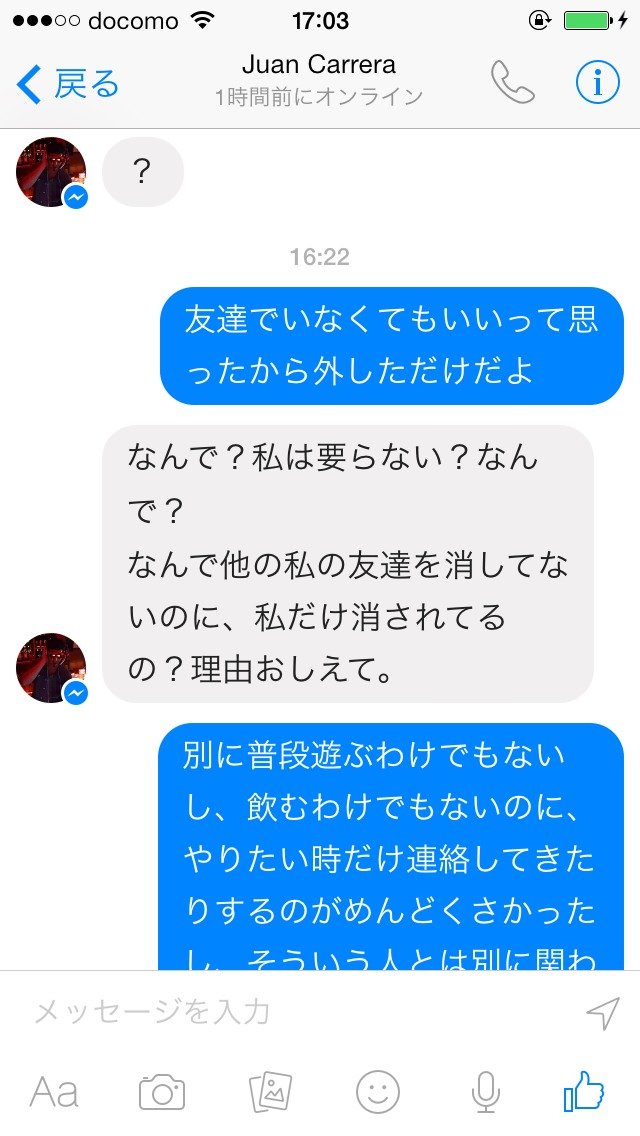 docomo 17:03
戻る Juan Carrera
1時間前にオンライン
？
16:22
友達でいなくてもいいって思
ったから外しただけだよ
なんで？私は要らない？なん
で？
なんで他の私の友達を消してな
いのに、私だけ消されてる
の？理由おしえて。
別に普段遊ぶわけでもない
し、飲むわけでもないのに、
やりたい時だけ連絡してきた
りするのがめんどくさかった
し、そういう人とは別に関わ
メッセージを入力
Aa